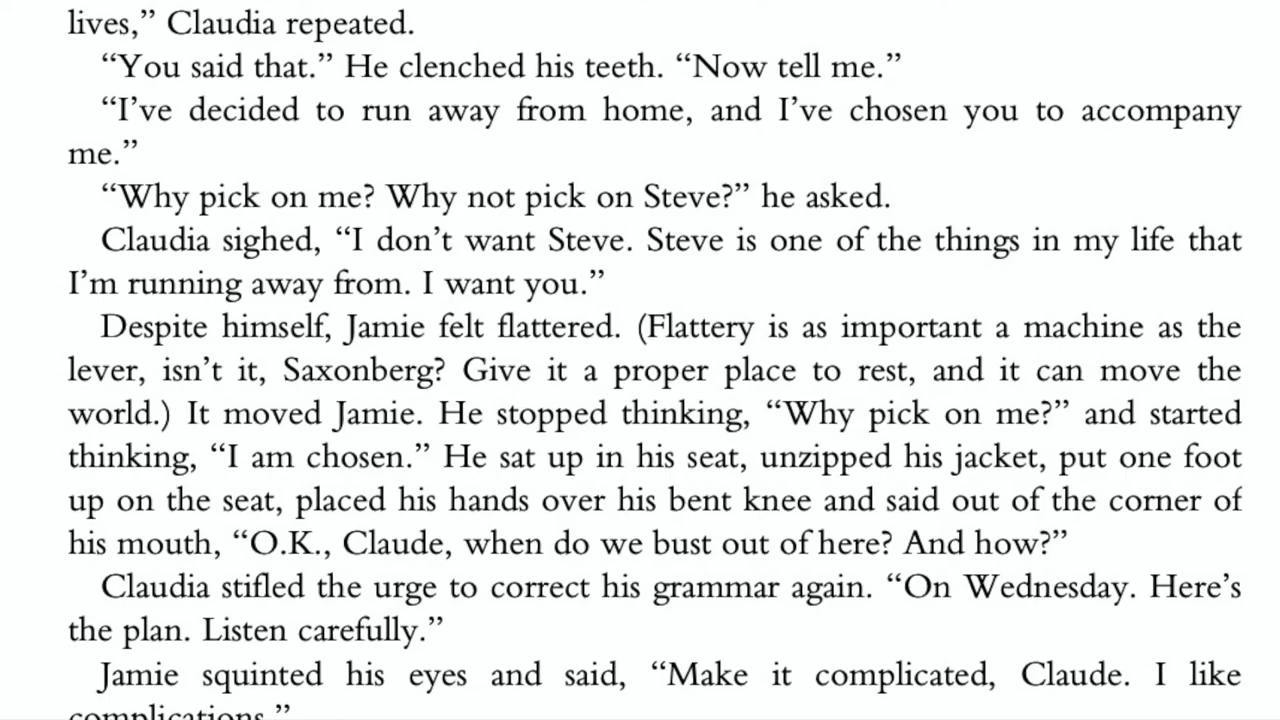 lives,” Claudia repeated.
“You said that.” He clenched his teeth. “Now tell me.”
“I’ve decided to run away from home, and I’ve chosen you to accompany
me.”
“Why pick on me? Why not pick on Steve?” he asked.
Claudia sighed, “I don’t want Steve. Steve is one of the things in my life that
I’m running away from. I want you.”
Despite himself, Jamie felt flattered. (Flattery is as important a machine as the
lever, isn’t it, Saxonberg? Give it a proper place to rest, and it can move the
world.) It moved Jamie. He stopped thinking, “Why pick on me?” and started
thinking, “I am chosen.” He sat up in his seat, unzipped his jacket, put one foot
up on the seat, placed his hands over his bent knee and said out of the corner of
his mouth, “O.K., Claude, when do we bust out of here? And how?”
Claudia stifled the urge to correct his grammar again. “On Wednesday. Here’s
the plan. Listen carefully.”
Jamie squinted his eyes and said, “Make it complicated, Claude. I like
complications.”